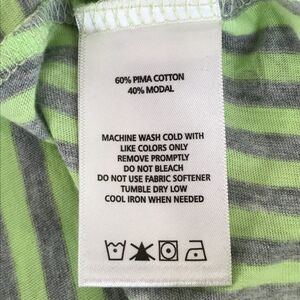 60% PIMA COTTON
40% MODAL
MACHINE WASH COLD WITH
LIKE COLORS ONLY
REMOVE PROMPTLY
DO NOT BLEACH
DO NOT USE FABRIC SOFTENER
TUMBLE DRY LOW
COOL IRON WHEN NEEDED